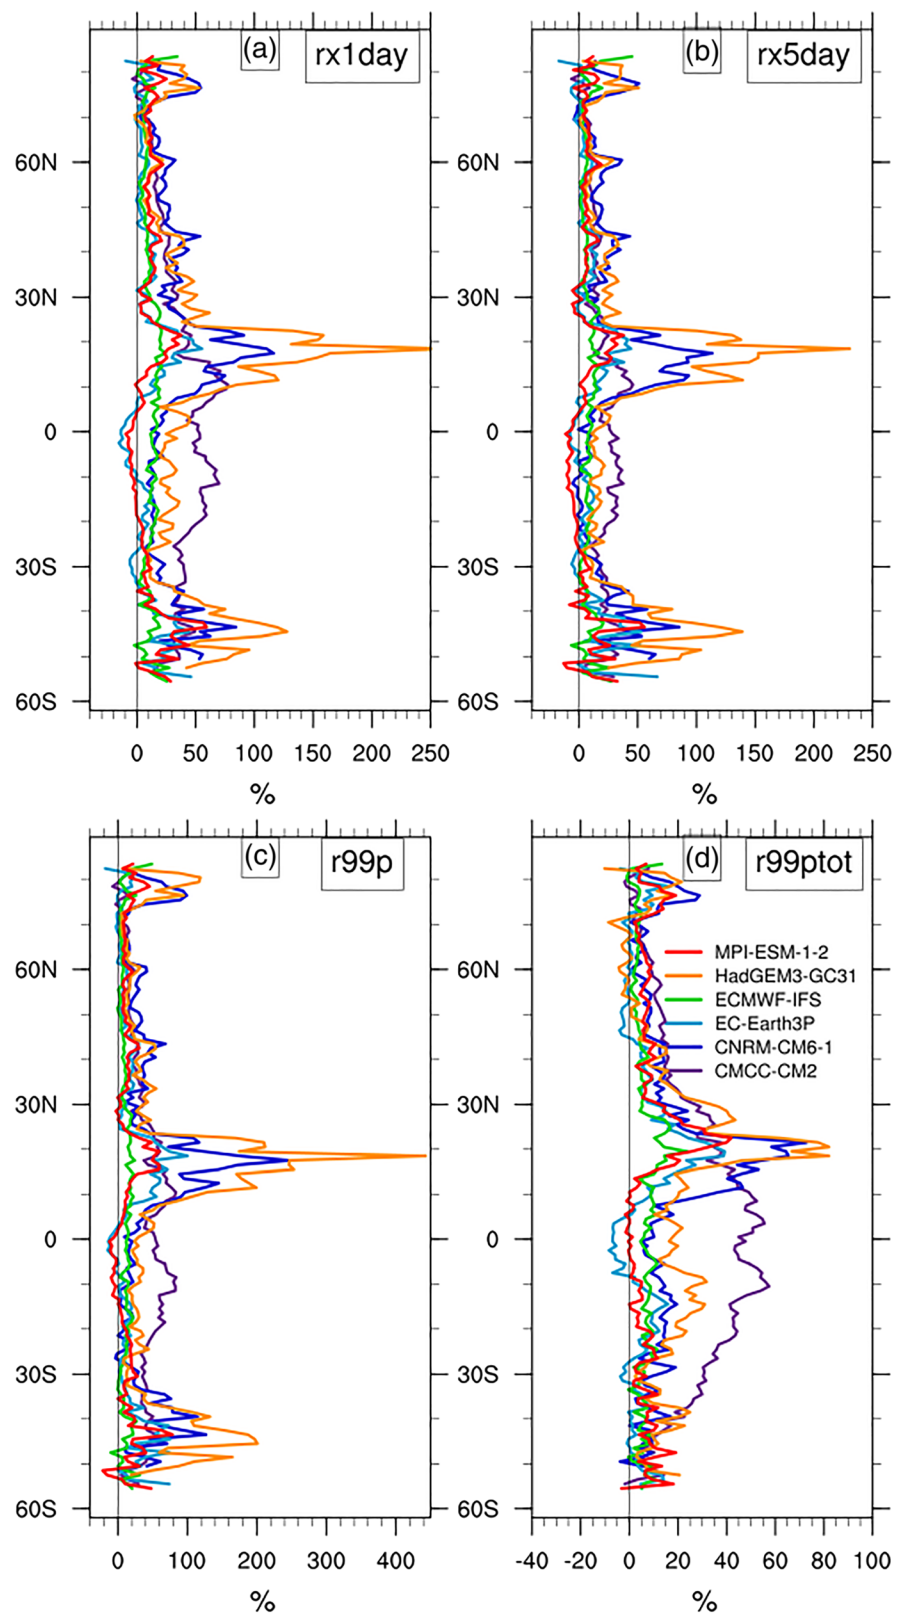 (a) rx1day
60N
30N
0
30S
60S
0 50 100 150 200 250
%
(b) rx5day
60N
30N
0
30S
60S
0 50 100 150 200 250
%
(c) r99p
60N
30N
0
30S
60S
0 100 200 300 400
%
(d) r99ptot
MPI-ESM-1-2
HadGEM3-GC31
ECMWF-IFS
EC-Earth3P
CNRM-CM6-1
CMCC-CM2
60N
30N
0
30S
60S
-40 -20 0 20 40 60 80 100
%